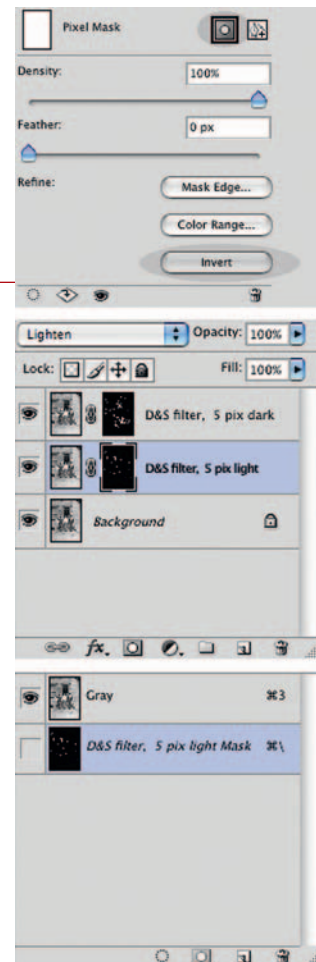 Pixel Mask
Density: 100%
Feather: 0 px
Refine: Mask Edge...
Color Range...
Invert
Lighten Opacity: 100%
Lock: Fill: 100%
D&S filter, 5 pix dark
D&S filter, 5 pix light
Background
fx.
Gray ⌘3
D&S filter, 5 pix light Mask ⌘\